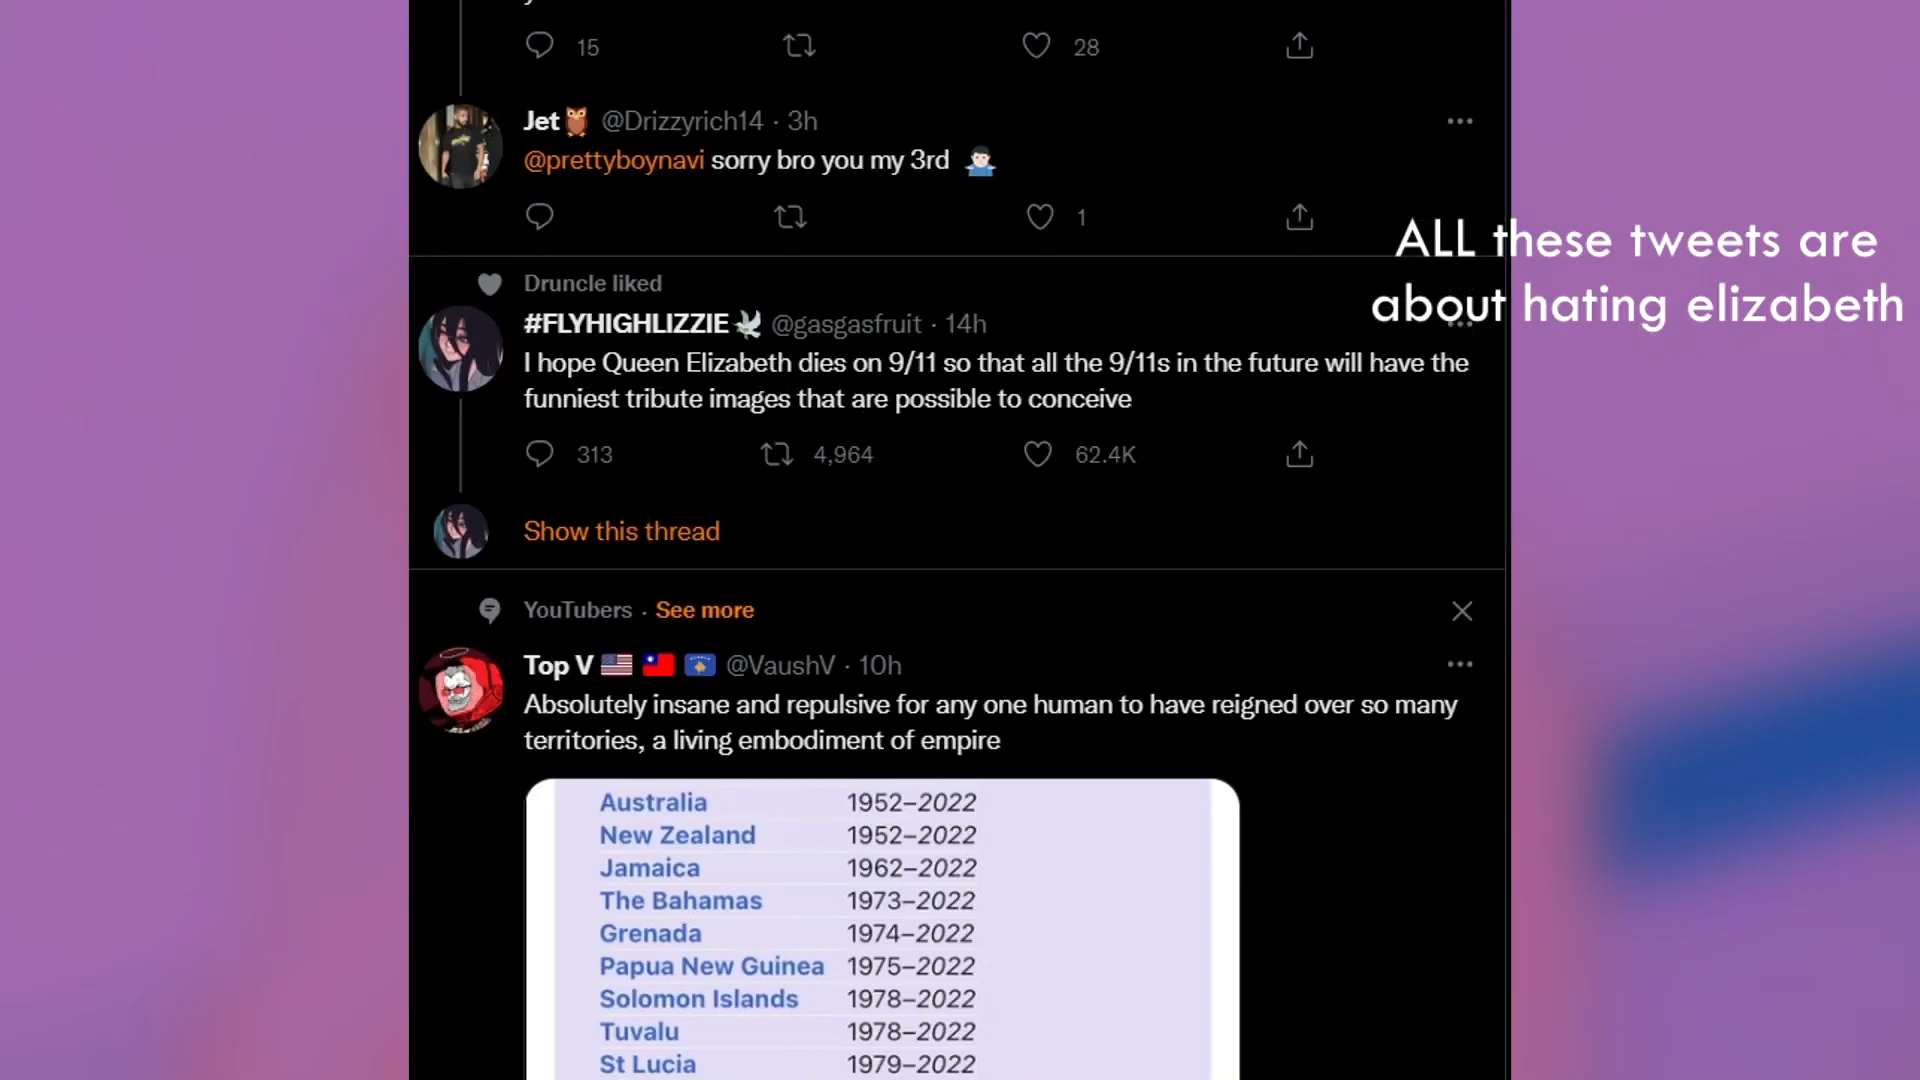 15 28
Jet🦉 @Drizzyrich14 · 3h
@prettyboynavi sorry bro you my 3rd 🤷🏻‍♂️
1
ALL these tweets are
about hating elizabeth
Druncle liked
#FLYHIGHLIZZIE🕊️ @gasgasfruit · 14h
I hope Queen Elizabeth dies on 9/11 so that all the 9/11s in the future will have the
funniest tribute images that are possible to conceive
313 4,964 62.4K
Show this thread
YouTubers · See more
Top V 🇺🇸 🇹🇼 🇽🇰 @VaushV · 10h
Absolutely insane and repulsive for any one human to have reigned over so many
territories, a living embodiment of empire
Australia 1952–2022
New Zealand 1952–2022
Jamaica 1962–2022
The Bahamas 1973–2022
Grenada 1974–2022
Papua New Guinea 1975–2022
Solomon Islands 1978–2022
Tuvalu 1978–2022
St Lucia 1979–2022